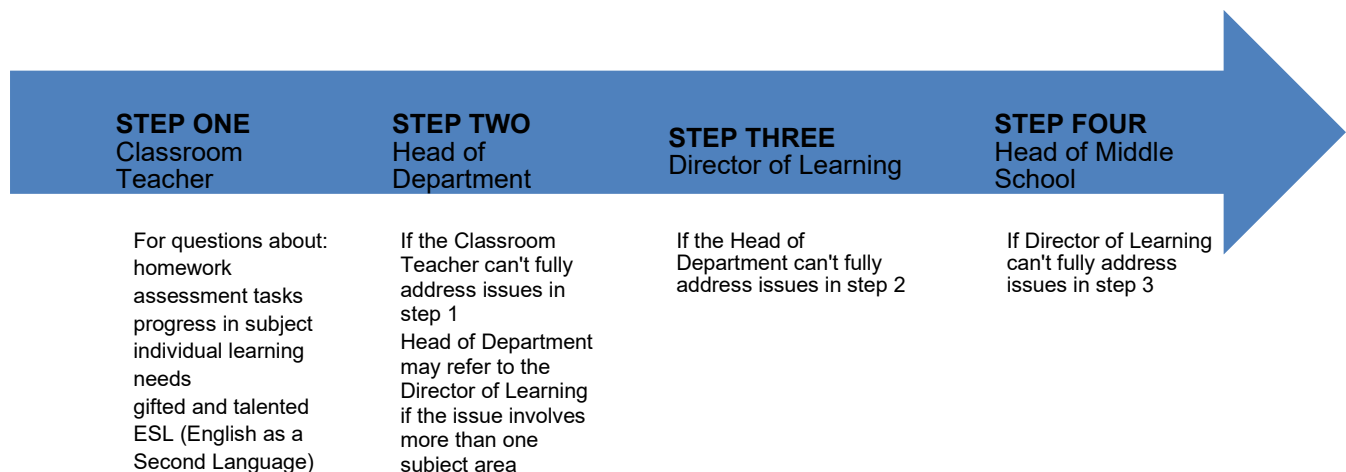 STEP ONE
Classroom
Teacher
STEP TWO
Head of
Department
STEP THREE
Director of Learning
STEP FOUR
Head of Middle
School
For questions about:
homework
assessment tasks
progress in subject
individual learning
needs
gifted and talented
ESL (English as a
Second Language)
If the Classroom
Teacher can't fully
address issues in
step 1
Head of Department
may refer to the
Director of Learning
if the issue involves
more than one
subject area
If the Head of
Department can't fully
address issues in step 2
If Director of Learning
can't fully address
issues in step 3